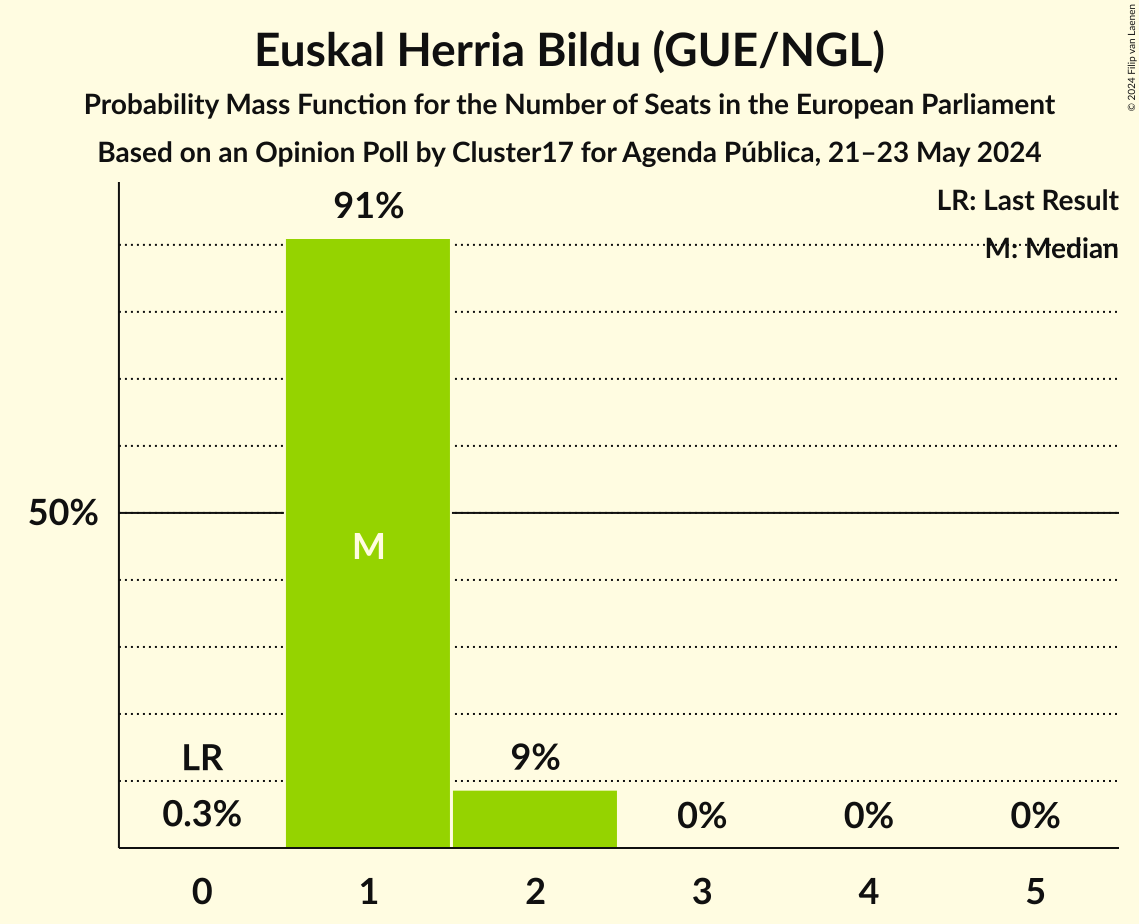 Euskal Herria Bildu (GUE/NGL)
Probability Mass Function for the Number of Seats in the European Parliament
Based on an Opinion Poll by Cluster17 for Agenda Pública, 21–23 May 2024
© 2024 Filip van Laenen
LR: Last Result
M: Median
91%
50%
M
LR
0.3%
9%
0%
0%
0%
0
1
2
3
4
5